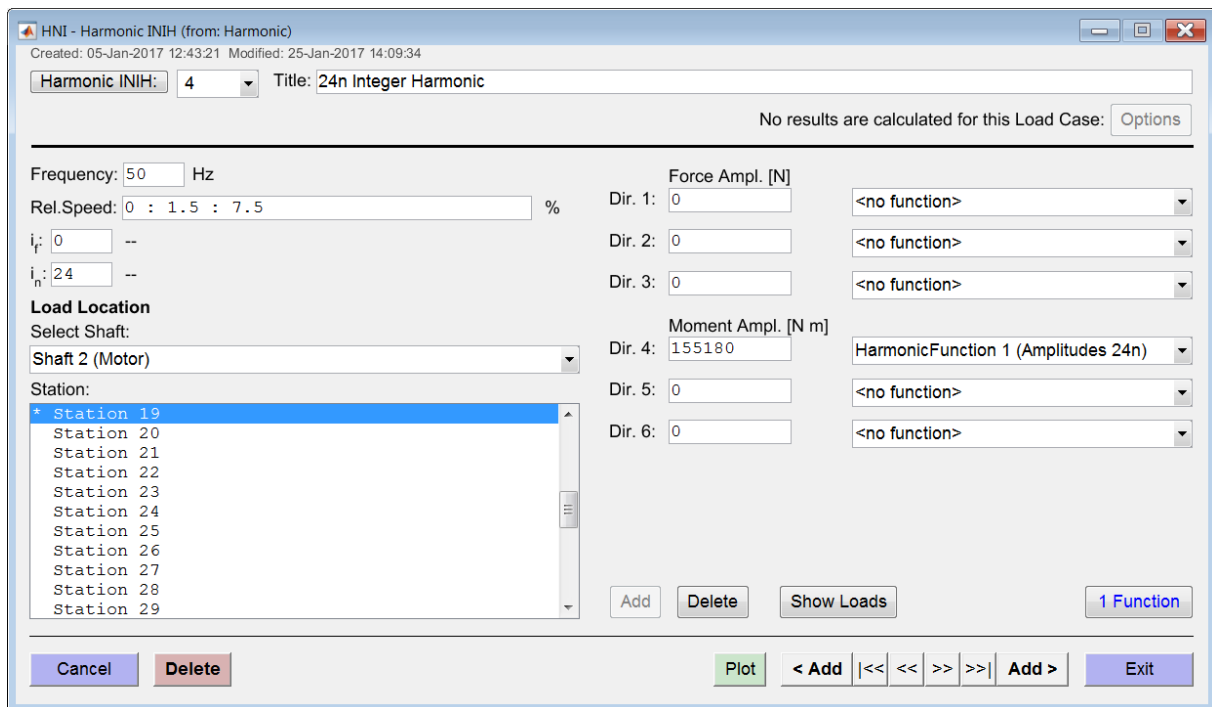 HNI - Harmonic INIH (from: Harmonic)
Created: 05-Jan-2017 12:43:21 Modified: 25-Jan-2017 14:09:34
Harmonic INIH: 4 Title: 24n Integer Harmonic
No results are calculated for this Load Case: Options
Frequency: 50 Hz
Rel.Speed: 0 : 1.5 : 7.5 %
if: 0 --
in: 24 --
Load Location
Select Shaft:
Shaft 2 (Motor)
Station:
* Station 19
Station 20
Station 21
Station 22
Station 23
Station 24
Station 25
Station 26
Station 27
Station 28
Station 29
Force Ampl. [N]
Dir. 1: 0 <no function>
Dir. 2: 0 <no function>
Dir. 3: 0 <no function>
Moment Ampl. [N m]
Dir. 4: 155180 HarmonicFunction 1 (Amplitudes 24n)
Dir. 5: 0 <no function>
Dir. 6: 0 <no function>
Add Delete Show Loads 1 Function
Cancel Delete Plot < Add |<< << >> >>| Add > Exit